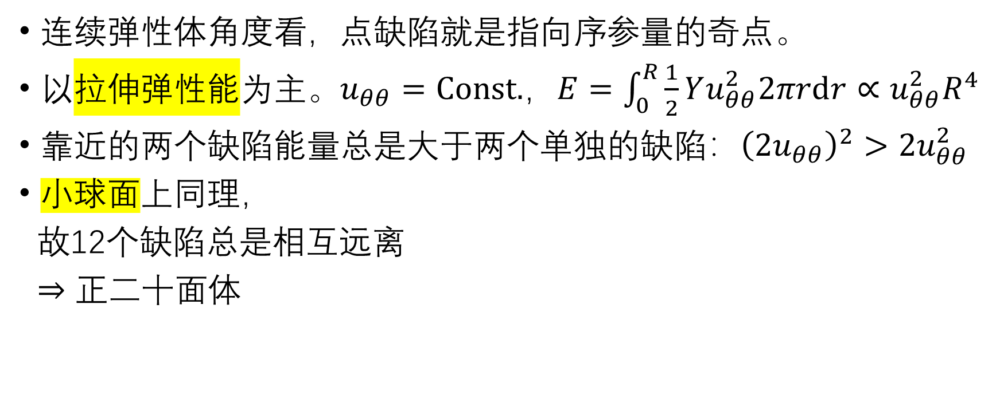 • 连续弹性体角度看，点缺陷就是指向序参量的奇点。
• 以拉伸弹性能为主。$u_{\theta\theta} = \text{Const.}$，$E = \int_0^R \frac{1}{2} Y u_{\theta\theta}^2 2\pi r \mathrm{d}r \propto u_{\theta\theta}^2 R^4$
• 靠近的两个缺陷能量总是大于两个单独的缺陷：$(2u_{\theta\theta})^2 > 2u_{\theta\theta}^2$
• 小球面上同理，
故12个缺陷总是相互远离
⇒ 正二十面体